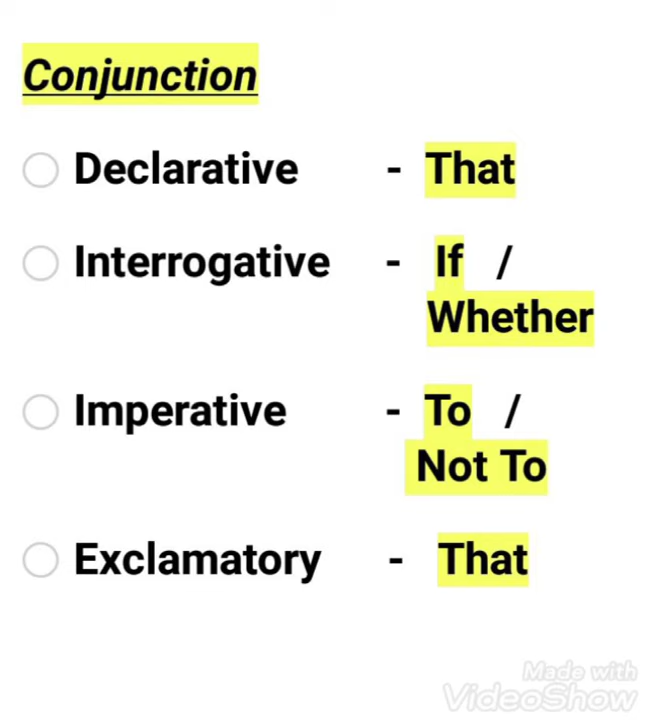 Conjunction
Declarative - That
Interrogative - If /
Whether
Imperative - To /
Not To
Exclamatory - That
Made with
VideoShow